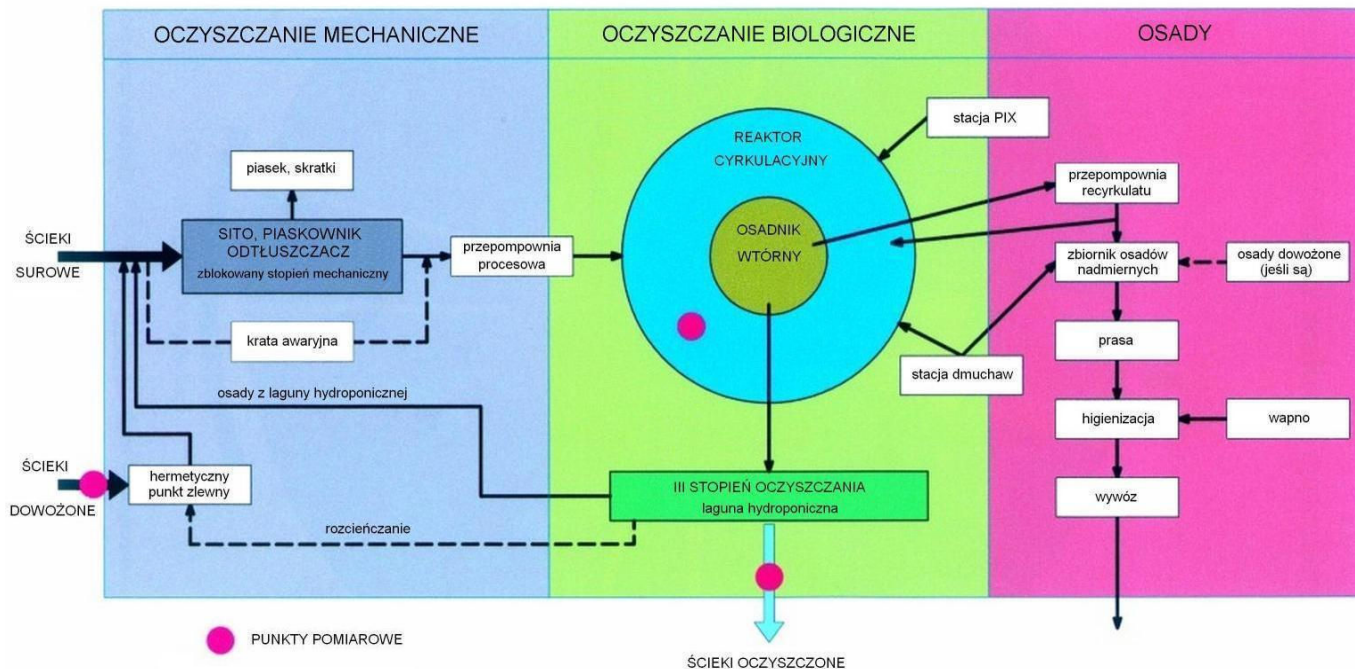 OCZYSZCZANIE MECHANICZNE
OCZYSZCZANIE BIOLOGICZNE
OSADY
ŚCIEKI
SUROWE
piasek, skratki
SITO, PIASKOWNIK
ODTŁUSZCZACZ
zblokowany stopień mechaniczny
krata awaryjna
przepompownia
procesowa
osady z laguny hydroponicznej
ŚCIEKI
DOWOŻONE
hermetyczny
punkt zlewny
rozcieńczanie
REAKTOR
CYRKULACYJNY
OSADNIK
WTÓRNY
stacja PIX
stacja dmuchaw
III STOPIEŃ OCZYSZCZANIA
laguna hydroponiczna
przepompownia
recyrkulatu
zbiornik osadów
nadmiernych
osady dowożone
(jeśli są)
prasa
higienizacja
wapno
wywóz
PUNKTY POMIAROWE
ŚCIEKI OCZYSZCZONE